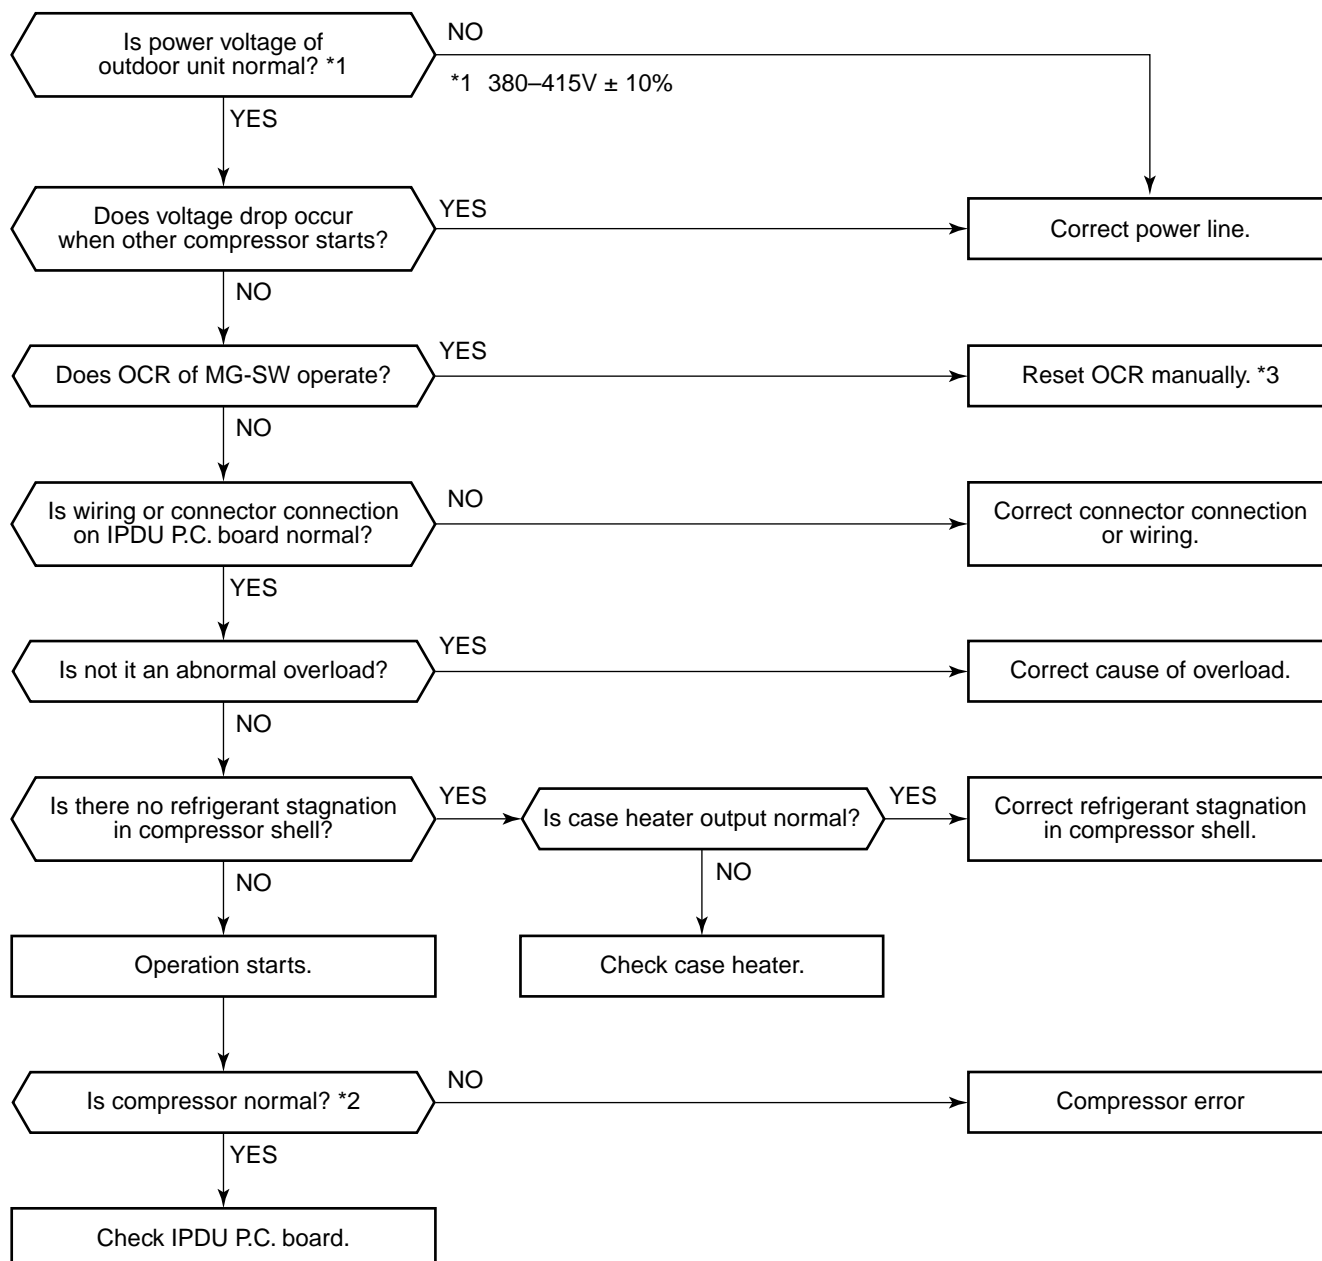 Is power voltage of
outdoor unit normal? *1
NO
*1 380–415V ± 10%
YES
Does voltage drop occur
when other compressor starts?
YES
Correct power line.
NO
Does OCR of MG-SW operate?
YES
Reset OCR manually. *3
NO
Is wiring or connector connection
on IPDU P.C. board normal?
NO
Correct connector connection
or wiring.
YES
Is not it an abnormal overload?
YES
Correct cause of overload.
NO
Is there no refrigerant stagnation
in compressor shell?
YES
Is case heater output normal?
YES
Correct refrigerant stagnation
in compressor shell.
NO
NO
Operation starts.
Check case heater.
Is compressor normal? *2
NO
Compressor error
YES
Check IPDU P.C. board.